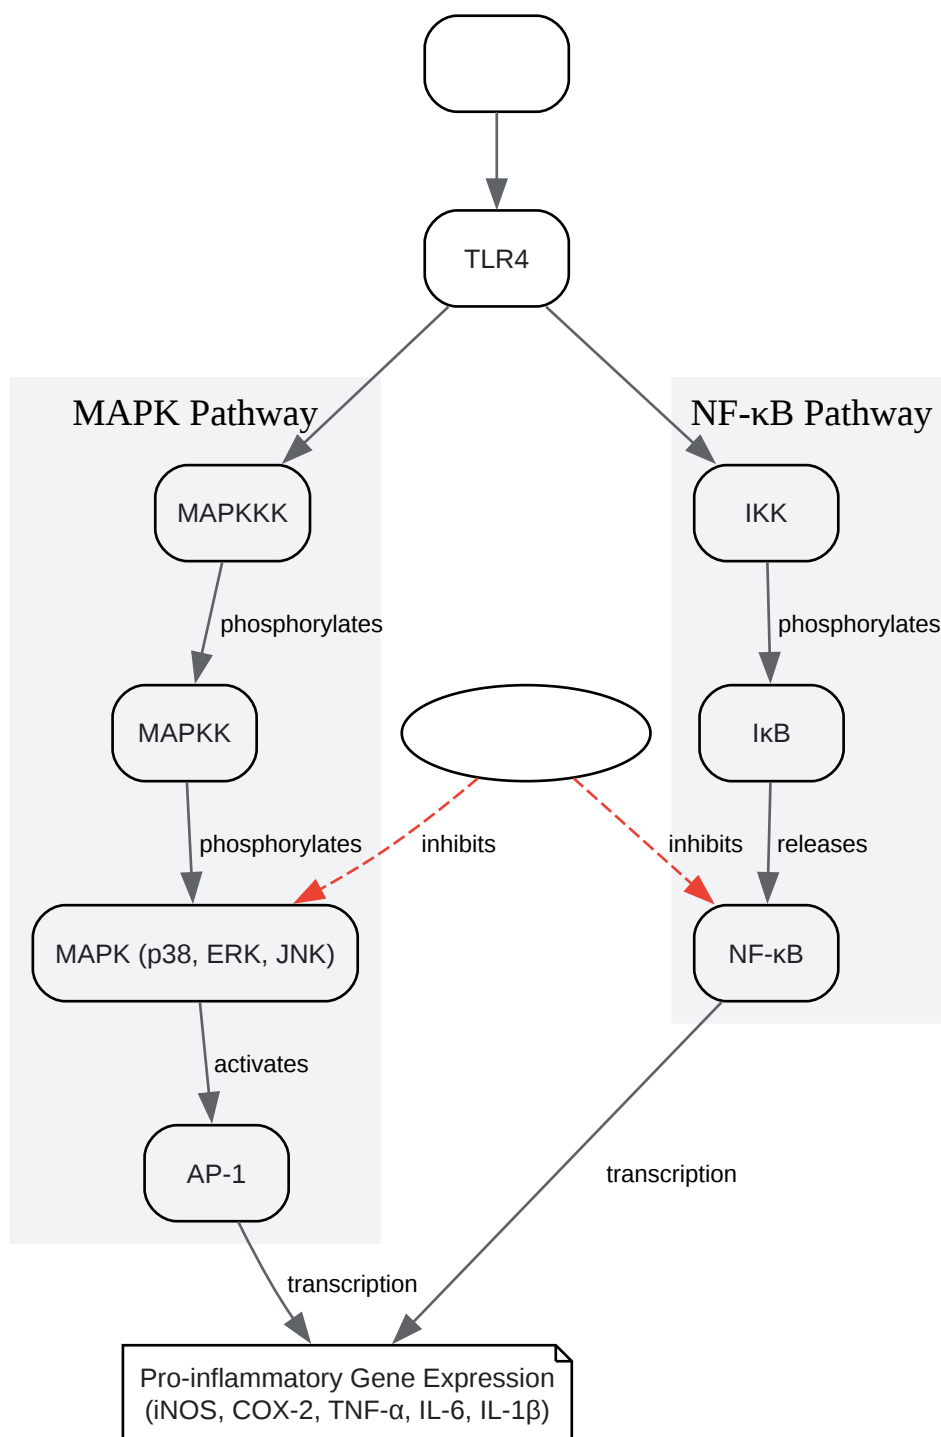 TLR4
MAPK Pathway
NF-κB Pathway
MAPKKK
IKK
phosphorylates
phosphorylates
MAPKK
IκB
phosphorylates
inhibits
inhibits
releases
MAPK (p38, ERK, JNK)
NF-κB
activates
AP-1
transcription
transcription
Pro-inflammatory Gene Expression
(iNOS, COX-2, TNF-α, IL-6, IL-1β)